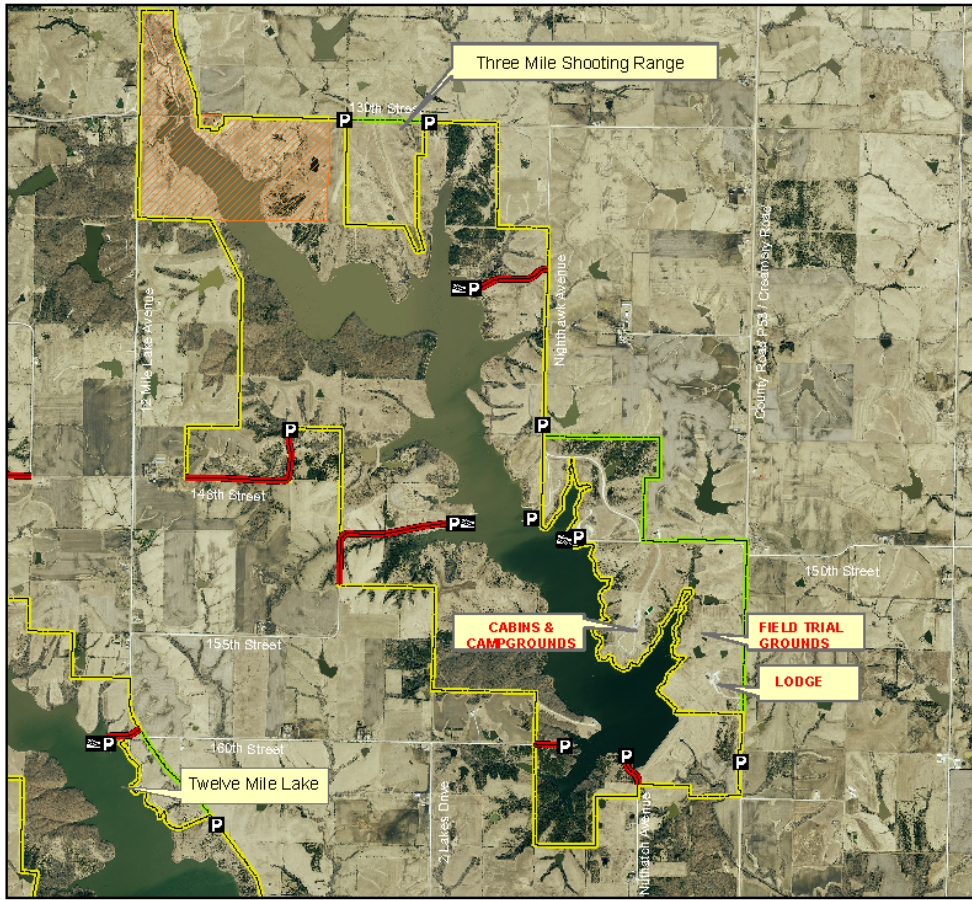 Three Mile Shooting Range
130th Street
P
P
12 Mile Lake Avenue
Nighthawk Avenue
County Road P53 / Creamery Road
P
P
P
148th Street
P
P
P
150th Street
CABINS &
CAMPGROUNDS
FIELD TRIAL
GROUNDS
155th Street
LODGE
P
160th Street
P
P
P
Twelve Mile Lake
P
2 Lakes Drive
Nuthatch Avenue